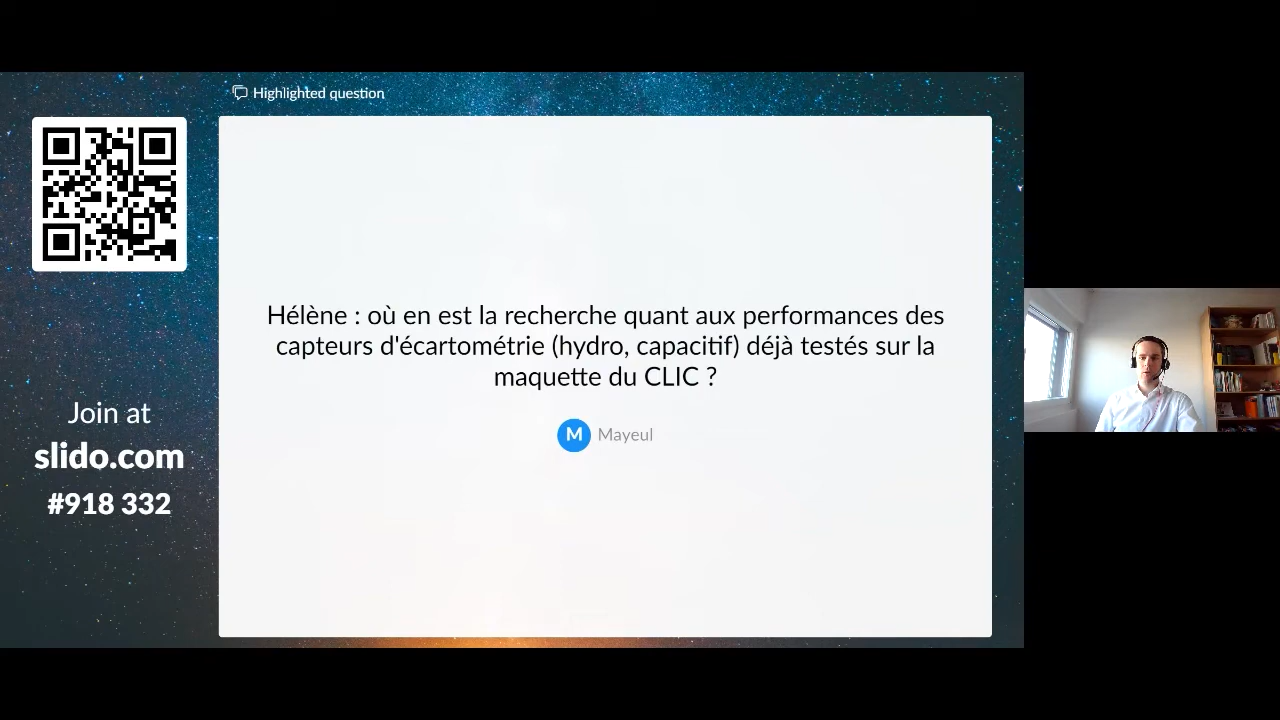 Highlighted question
Hélène : où en est la recherche quant aux performances des
capteurs d'écartométrie (hydro, capacitif) déjà testés sur la
maquette du CLIC ?
M Mayeul
Join at
slido.com
#918 332